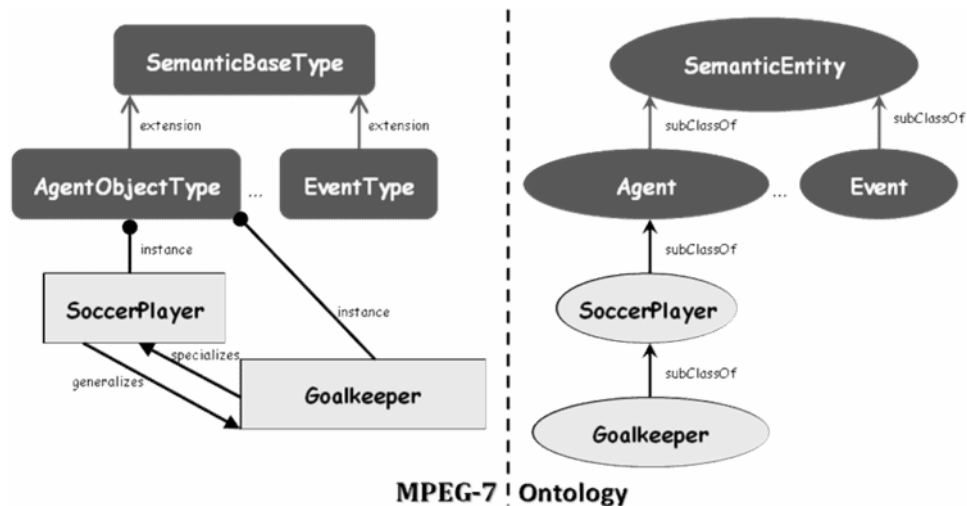 SemanticBaseType
extension
extension
AgentObjectType
...
EventType
instance
SoccerPlayer
instance
specializes
generalizes
Goalkeeper
MPEG-7
SemanticEntity
subClassOf
subClassOf
Agent
...
Event
subClassOf
SoccerPlayer
subClassOf
Goalkeeper
Ontology